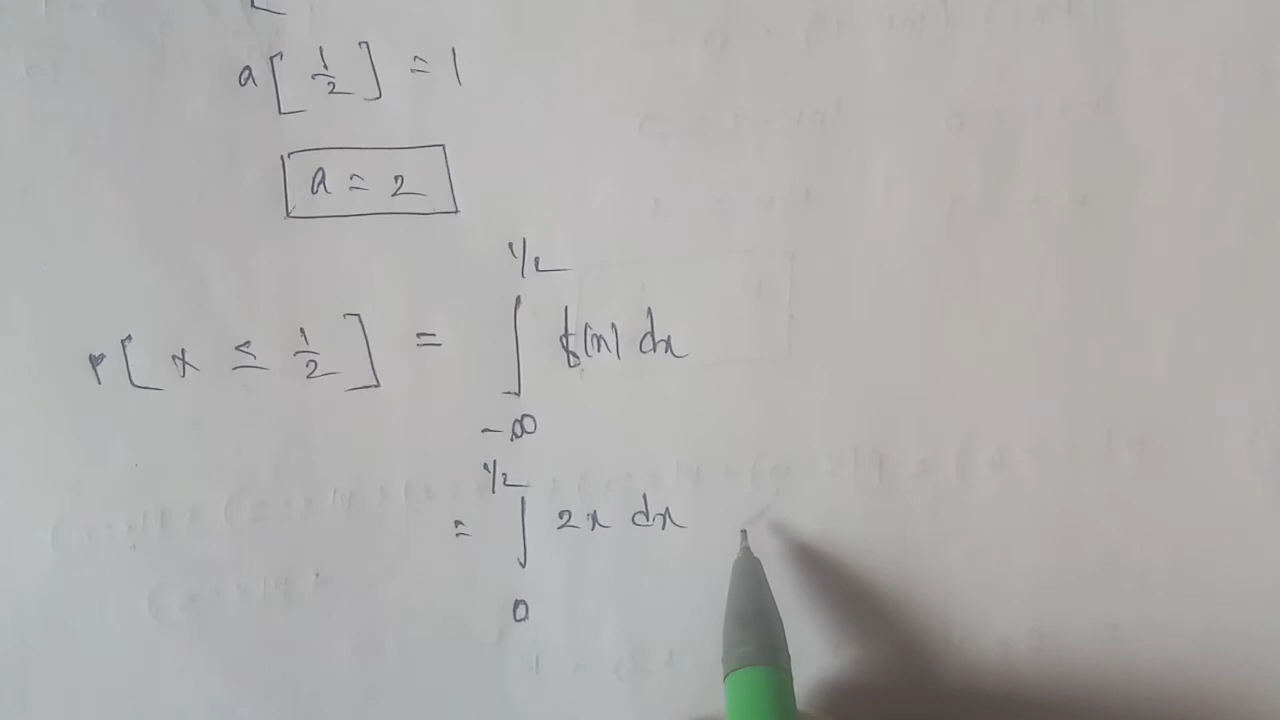 a[1/2] = 1
a = 2
P[x ≤ 1/2] = ∫_{-∞}^{1/2} f(x) dx
= ∫_{0}^{1/2} 2x dx